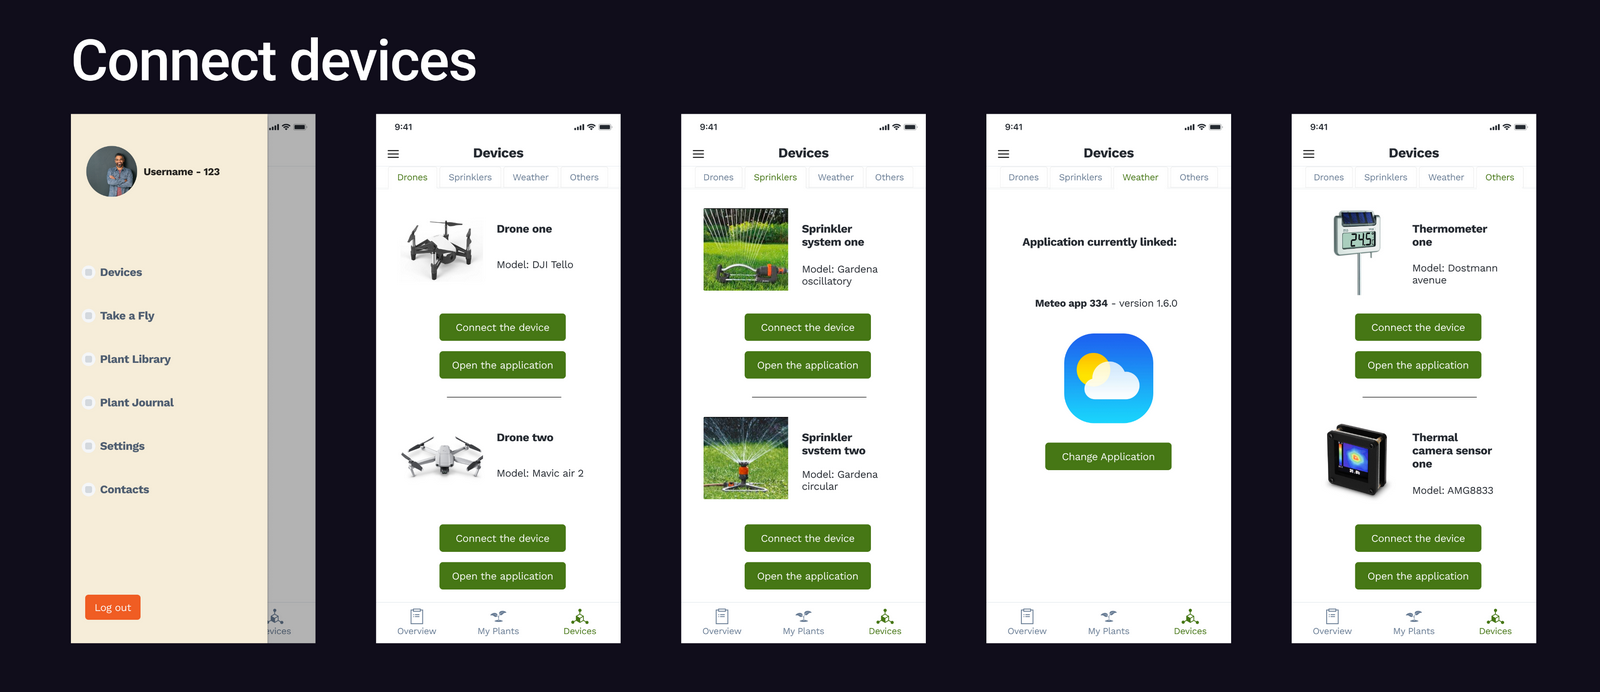 Connect devices
Username - 123
Devices
Take a Fly
Plant Library
Plant Journal
Settings
Contacts
Log out
evices
9:41
Devices
Drones
Sprinklers
Weather
Others
Drone one
Model: DJI Tello
Connect the device
Open the application
Drone two
Model: Mavic air 2
Connect the device
Open the application
Overview
My Plants
Devices
9:41
Devices
Drones
Sprinklers
Weather
Others
Sprinkler
system one
Model: Gardena
oscillatory
Connect the device
Open the application
Sprinkler
system two
Model: Gardena
circular
Connect the device
Open the application
Overview
My Plants
Devices
9:41
Devices
Drones
Sprinklers
Weather
Others
Application currently linked:
Meteo app 334 - version 1.6.0
Change Application
Overview
My Plants
Devices
9:41
Devices
Drones
Sprinklers
Weather
Others
Thermometer
one
Model: Dostmann
avenue
24.5
Connect the device
Open the application
Thermal
camera sensor
one
Model: AMG8833
Connect the device
Open the application
Overview
My Plants
Devices